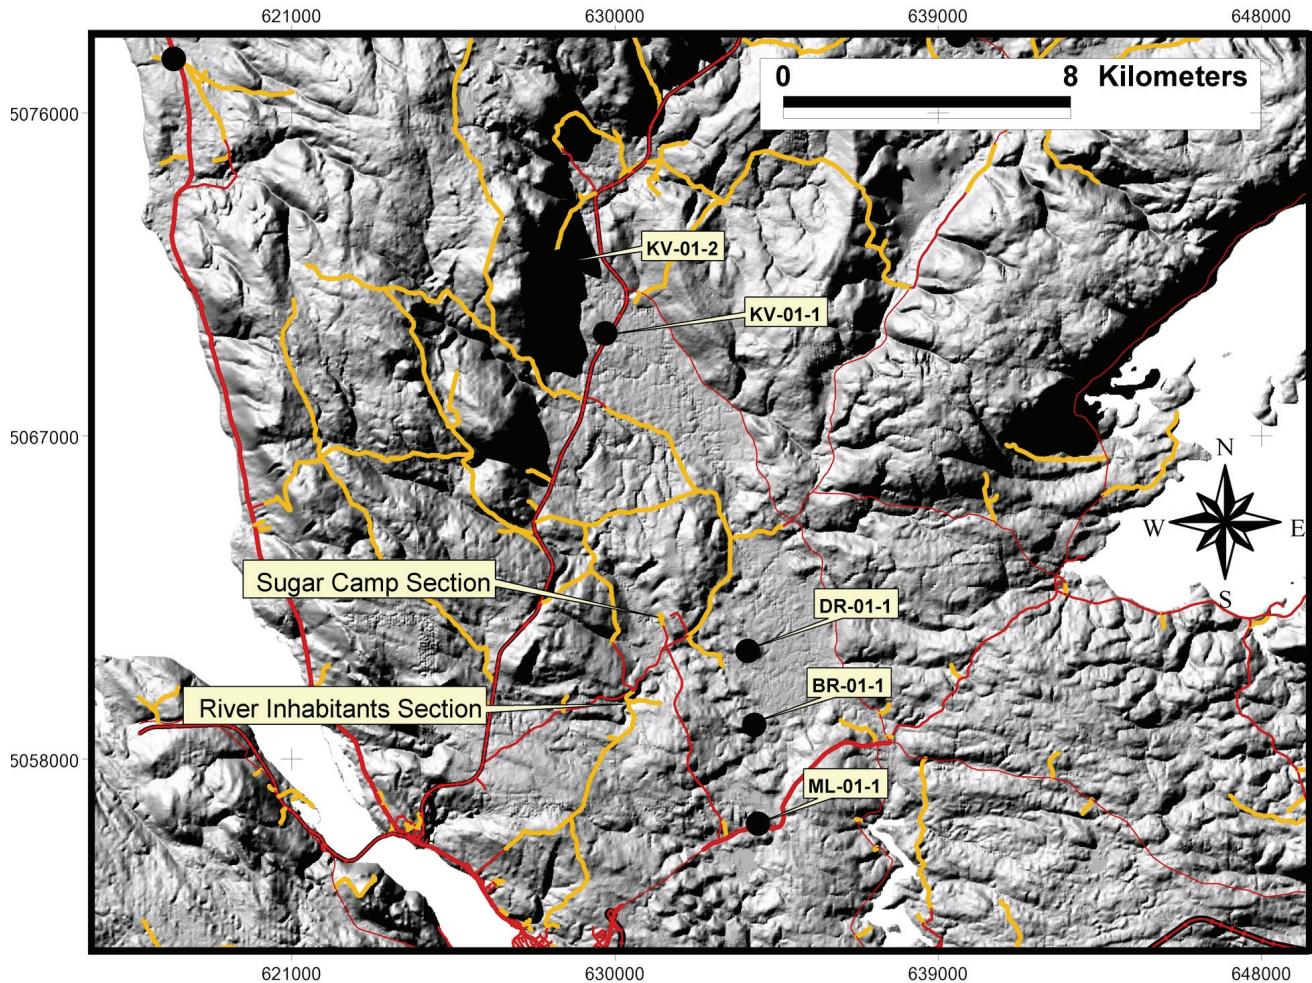 621000 630000 639000 648000
0 8 Kilometers
5076000
KV-01-2
KV-01-1
5067000
N
W E
S
Sugar Camp Section
DR-01-1
BR-01-1
River Inhabitants Section
5058000
ML-01-1
621000 630000 639000 648000